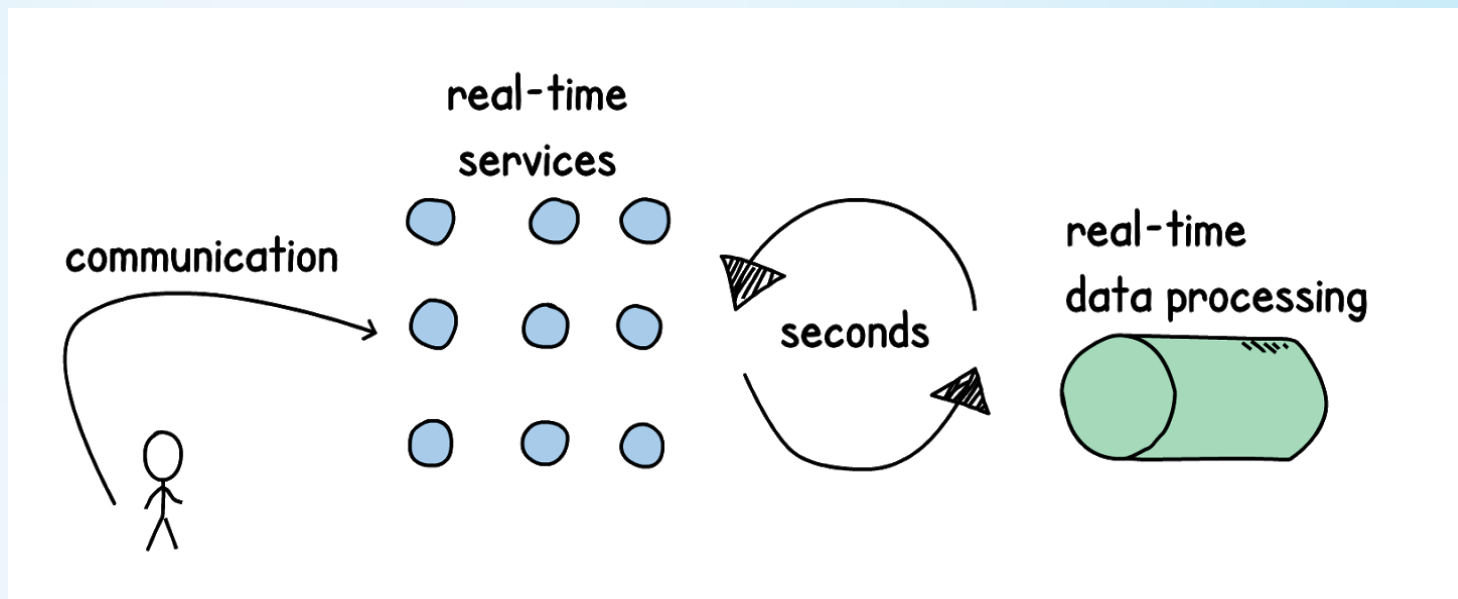 real-time
services
communication
seconds
real-time
data processing